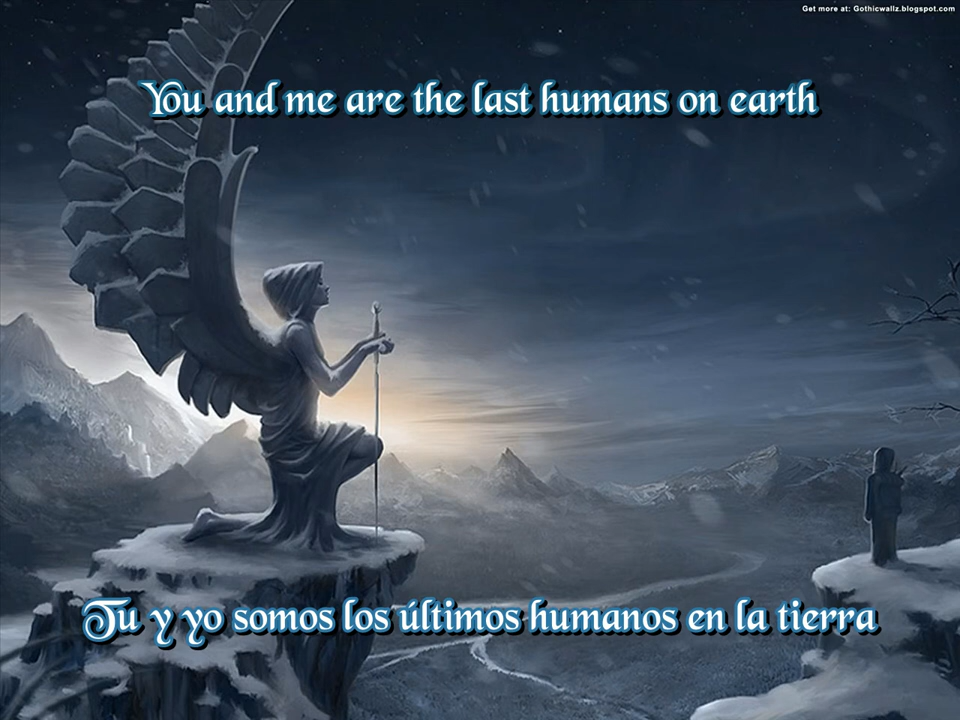 Get more at: Gothicwallz.blogspot.com
You and me are the last humans on earth
Tu y yo somos los últimos humanos en la tierra